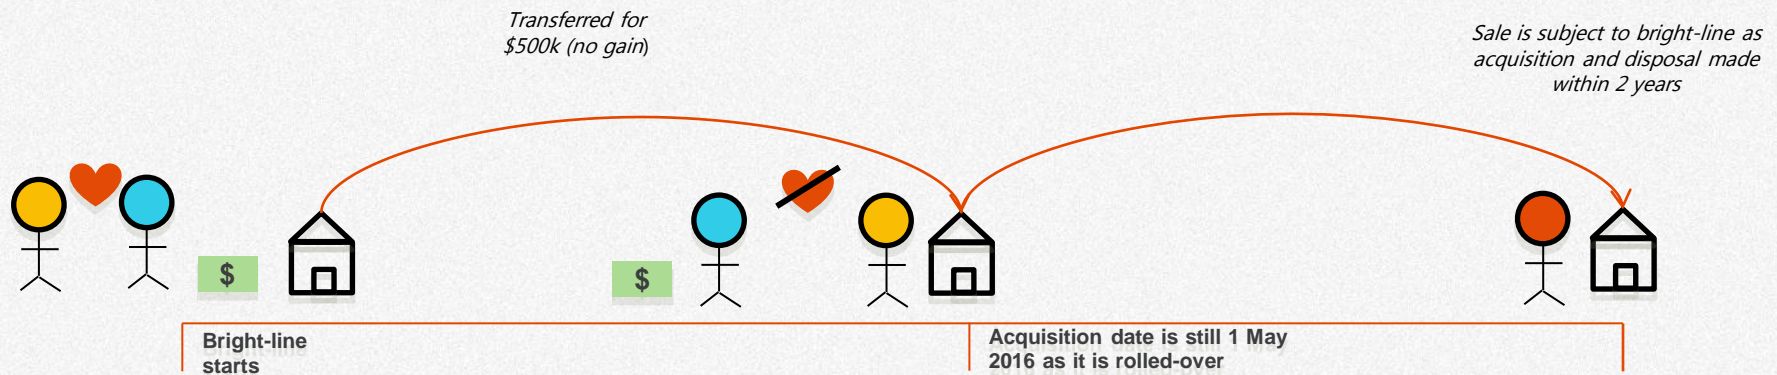 Transferred for
$500k (no gain)
Sale is subject to bright-line as
acquisition and disposal made
within 2 years
$
$
Bright-line
starts
Acquisition date is still 1 May
2016 as it is rolled-over